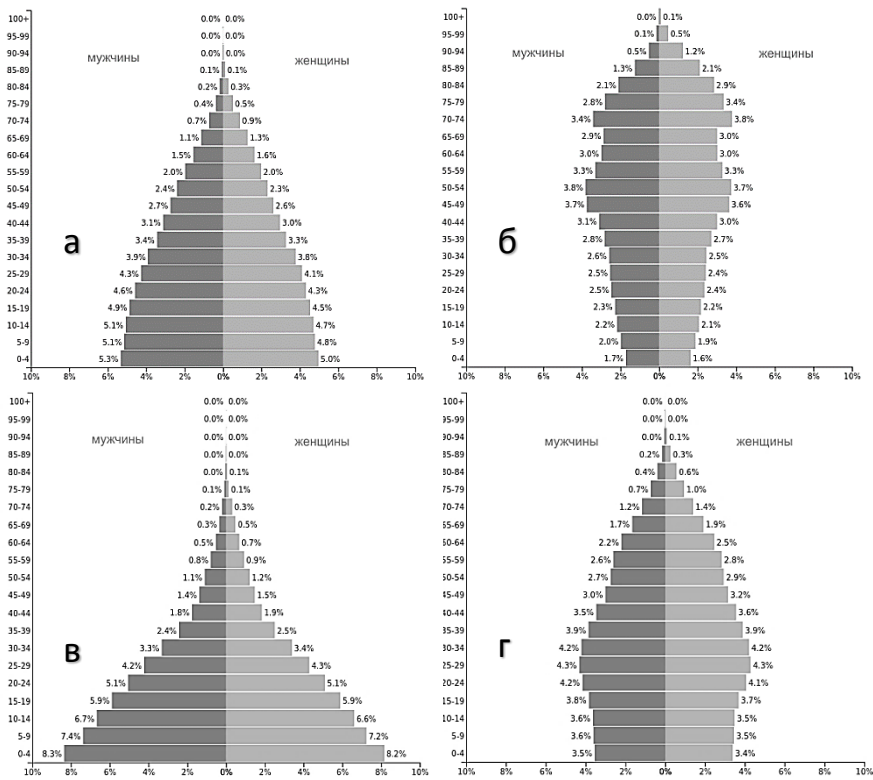 100+ 0.0% 0.0%
95-99 0.0% 0.0%
90-94 0.0% 0.0%
мужчины женщины
85-89 0.1% 0.1%
80-84 0.2% 0.3%
75-79 0.4% 0.5%
70-74 0.7% 0.9%
65-69 1.1% 1.3%
60-64 1.5% 1.6%
55-59 2.0% 2.0%
50-54 2.4% 2.3%
45-49 2.7% 2.6%
40-44 3.1% 3.0%
а
35-39 3.4% 3.3%
30-34 3.9% 3.8%
25-29 4.3% 4.1%
20-24 4.6% 4.3%
15-19 4.9% 4.5%
10-14 5.1% 4.7%
5-9 5.1% 4.8%
0-4 5.3% 5.0%
10% 8% 6% 4% 2% 0% 2% 4% 6% 8% 10%
100+ 0.0% 0.1%
95-99 0.1% 0.5%
90-94 0.5% 1.2%
мужчины женщины
85-89 1.3% 2.1%
80-84 2.1% 2.9%
75-79 2.8% 3.4%
70-74 3.4% 3.8%
65-69 2.9% 3.0%
60-64 3.0% 3.0%
55-59 3.3% 3.3%
50-54 3.8% 3.7%
45-49 3.7% 3.6%
40-44 3.1% 3.0%
б
35-39 2.8% 2.7%
30-34 2.6% 2.5%
25-29 2.5% 2.4%
20-24 2.5% 2.4%
15-19 2.3% 2.2%
10-14 2.2% 2.1%
5-9 2.0% 1.9%
0-4 1.7% 1.6%
10% 8% 6% 4% 2% 0% 2% 4% 6% 8% 10%
100+ 0.0% 0.0%
95-99 0.0% 0.0%
90-94 0.0% 0.0%
мужчины женщины
85-89 0.0% 0.0%
80-84 0.0% 0.1%
75-79 0.1% 0.1%
70-74 0.2% 0.3%
65-69 0.3% 0.5%
60-64 0.5% 0.7%
55-59 0.8% 0.9%
50-54 1.1% 1.2%
45-49 1.4% 1.5%
40-44 1.8% 1.9%
35-39 2.4% 2.5%
в
30-34 3.3% 3.4%
25-29 4.2% 4.3%
20-24 5.1% 5.1%
15-19 5.9% 5.9%
10-14 6.7% 6.6%
5-9 7.4% 7.2%
0-4 8.3% 8.2%
10% 8% 6% 4% 2% 0% 2% 4% 6% 8% 10%
100+ 0.0% 0.0%
95-99 0.0% 0.0%
90-94 0.0% 0.1%
мужчины женщины
85-89 0.2% 0.3%
80-84 0.4% 0.6%
75-79 0.7% 1.0%
70-74 1.2% 1.4%
65-69 1.7% 1.9%
60-64 2.2% 2.5%
55-59 2.6% 2.8%
50-54 2.7% 2.9%
45-49 3.0% 3.2%
40-44 3.5% 3.6%
35-39 3.9% 3.9%
г
30-34 4.2% 4.2%
25-29 4.3% 4.3%
20-24 4.2% 4.1%
15-19 3.8% 3.7%
10-14 3.6% 3.5%
5-9 3.6% 3.5%
0-4 3.5% 3.4%
10% 8% 6% 4% 2% 0% 2% 4% 6% 8% 10%